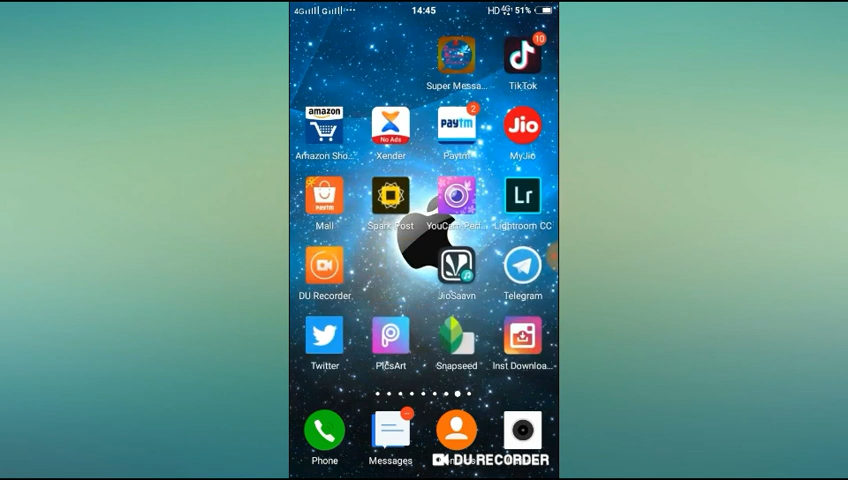 4G G 14:45 HD 4G 51%
10
Super Messa... TikTok
amazon No Ads 2 paytm Jio
Amazon Sho... Xender Paytm MyJio
paytm Lr
Mall Spark Post YouCam Perf... Lightroom CC
DU Recorder JioSaavn Telegram
Twitter PicsArt Snapseed Inst Downloa...
Phone Messages
DU RECORDER